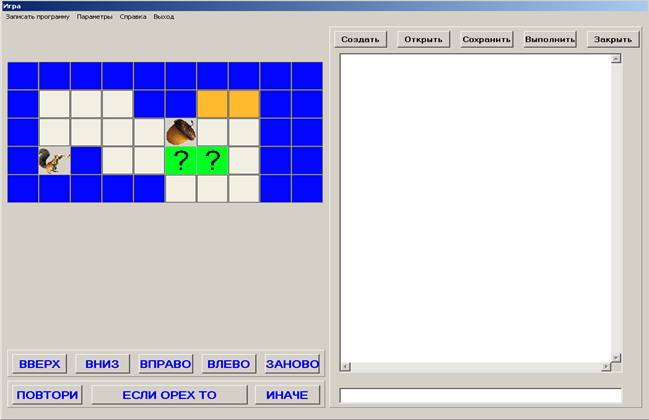 Игра
Записать программу Параметры Справка Выход
Создать Открыть Сохранить Выполнить Закрыть
? ?
ВВЕРХ ВНИЗ ВПРАВО ВЛЕВО ЗАНОВО
ПОВТОРИ ЕСЛИ ОРЕХ ТО ИНАЧЕ